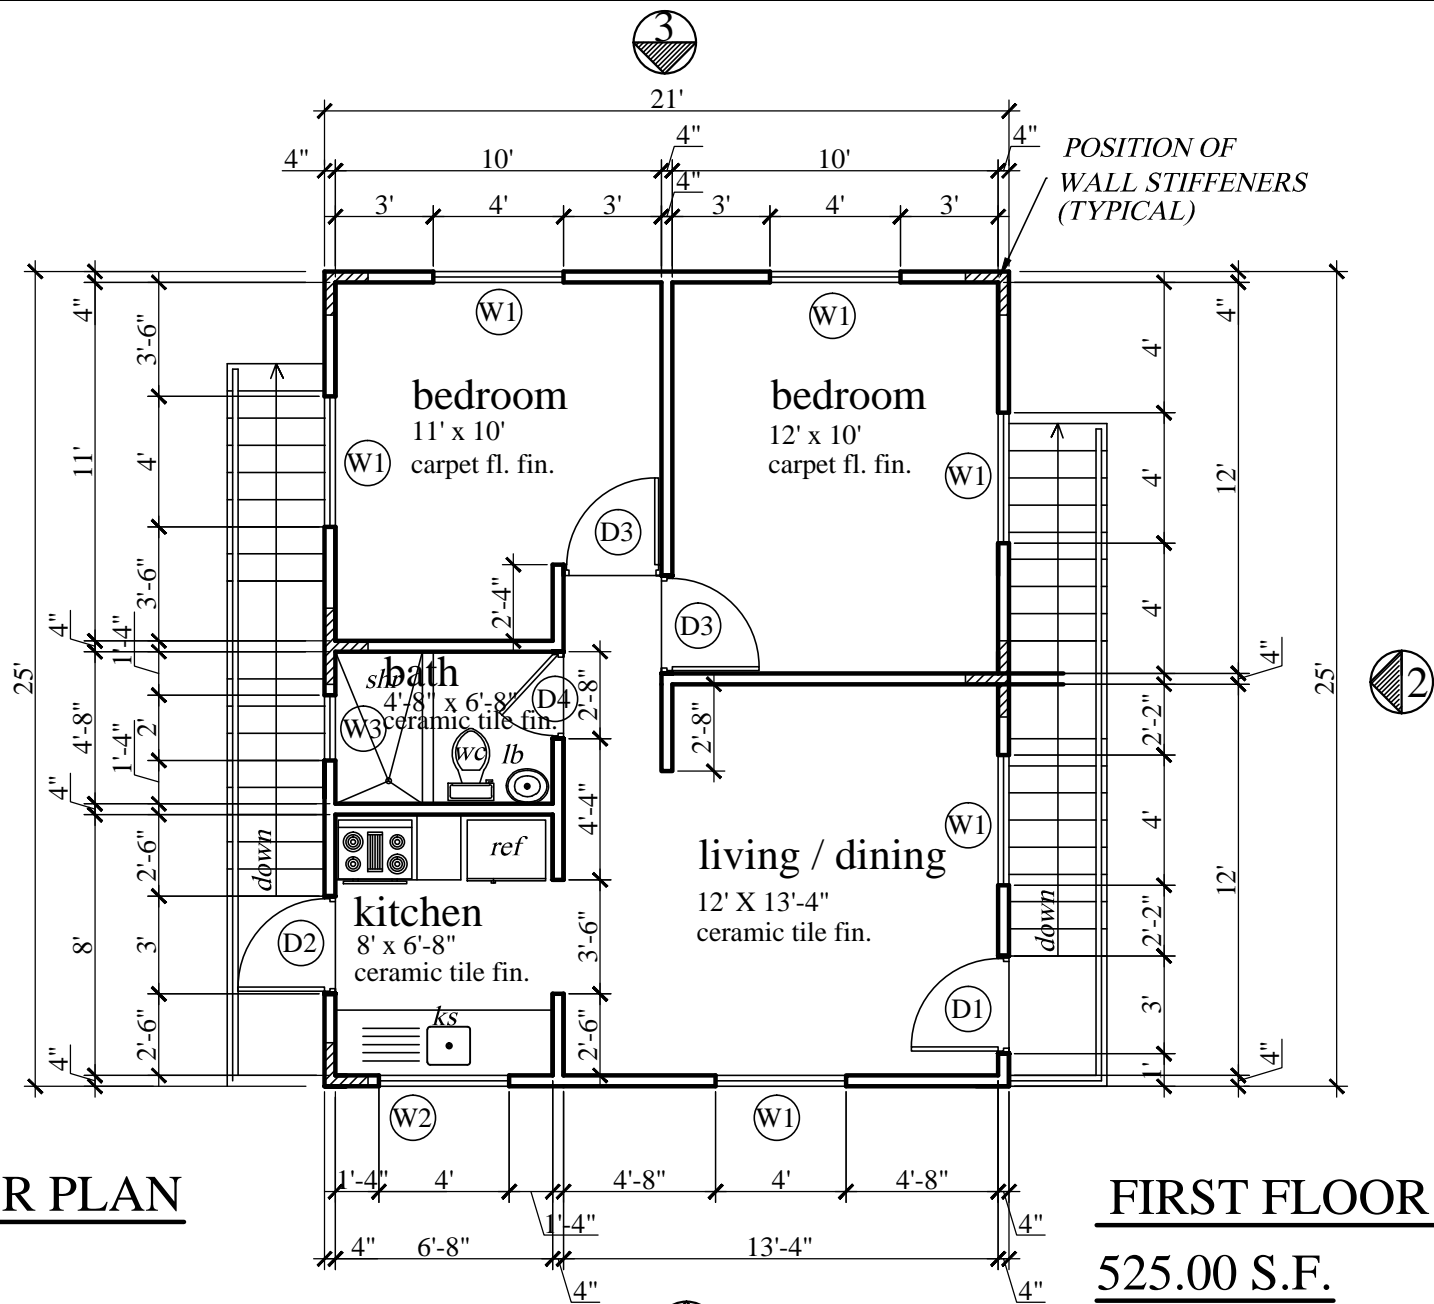 3
21'
4"
10'
4"
10'
4"
4"
3'
4'
3'
3'
4'
3'
POSITION OF
WALL STIFFENERS
(TYPICAL)
W1
W1
4"
3'-6"
4'
4"
bedroom
11' x 10'
carpet fl. fin.
bedroom
12' x 10'
carpet fl. fin.
11'
4'
W1
W1
4'
12'
D3
3'-6"
2'-4"
D3
4'
4"
1'-4"
4"
25'
bath
shr
4'-8" x 6'-8"
ceramic tile fin.
D4
2'-8"
25'
2
4'-8"
2'
W3
wc
lb
2'-8"
2'-2"
1'-4"
4"
4'-4"
W1
4'
2'-6"
down
ref
living / dining
12' X 13'-4"
ceramic tile fin.
12'
kitchen
8' x 6'-8"
ceramic tile fin.
8'
3'
D2
3'-6"
down
2'-2"
D1
3'
ks
2'-6"
4"
2'-6"
4"
1'
W2
W1
1'-4"
4'
4'-8"
4'
4'-8"
1'-4"
4"
4"
6'-8"
13'-4"
4"
4"
R PLAN
FIRST FLOOR
525.00 S.F.